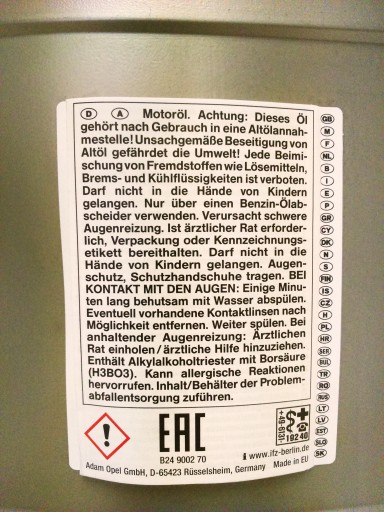 D A Motoröl. Achtung: Dieses Öl
gehört nach Gebrauch in eine Altölannah-
mestelle! Unsachgemäße Beseitigung von
Altöl gefährdet die Umwelt! Jede Beimi-
schung von Fremdstoffen wie Lösemitteln,
Brems- und Kühlflüssigkeiten ist verboten.
Darf nicht in die Hände von Kindern
gelangen. Nur über einen Benzin-Ölab-
scheider verwenden. Verursacht schwere
Augenreizung. Ist ärztlicher Rat erforder-
lich, Verpackung oder Kennzeichnungs-
etikett bereithalten. Darf nicht in die
Hände von Kindern gelangen. Augen-
schutz, Schutzhandschuhe tragen. BEI
KONTAKT MIT DEN AUGEN: Einige Minu-
ten lang behutsam mit Wasser abspülen.
Eventuell vorhandene Kontaktlinsen nach
Möglichkeit entfernen. Weiter spülen. Bei
anhaltender Augenreizung: Ärztlichen
Rat einholen/ärztliche Hilfe hinzuziehen.
Enthält Alkylalkoholtriester mit Borsäure
(H3BO3). Kann allergische Reaktionen
hervorrufen. Inhalt/Behälter der Problem-
abfallentsorgung zuführen.
GB
M
F
NL
B
I
E
P
GR
CY
DK
N
S
FIN
IS
CZ
H
PL
HR
SER
BUL
TR
RO
RUS
LT
LV
EST
SLO
SK
EAC
B24 9002 70
+49-6131
19240
i www.ifz-berlin.de
Adam Opel GmbH, D-65423 Rüsselsheim, Germany Made in EU